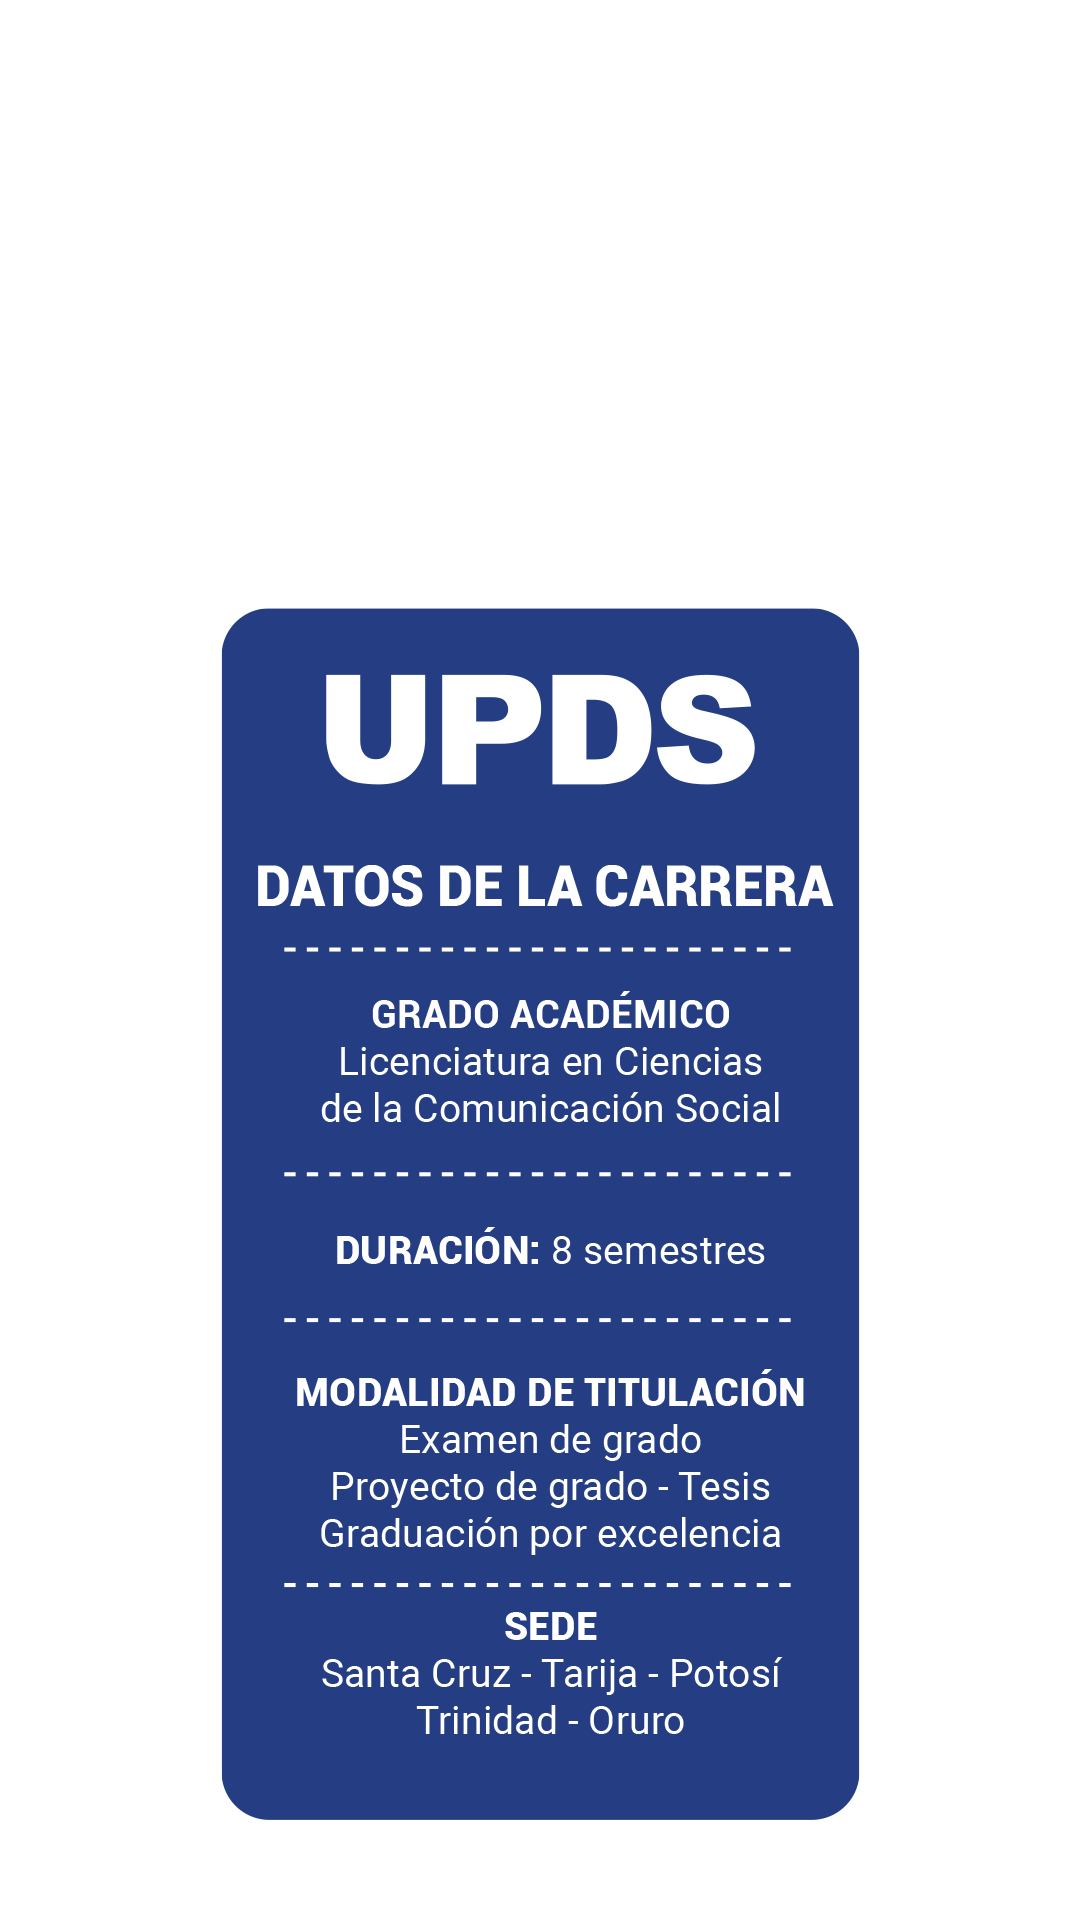 UPDS
DATOS DE LA CARRERA
-----------------------
GRADO ACADÉMICO
Licenciatura en Ciencias
de la Comunicación Social
-----------------------
DURACIÓN: 8 semestres
-----------------------
MODALIDAD DE TITULACIÓN
Examen de grado
Proyecto de grado - Tesis
Graduación por excelencia
-----------------------
SEDE
Santa Cruz - Tarija - Potosí
Trinidad - Oruro